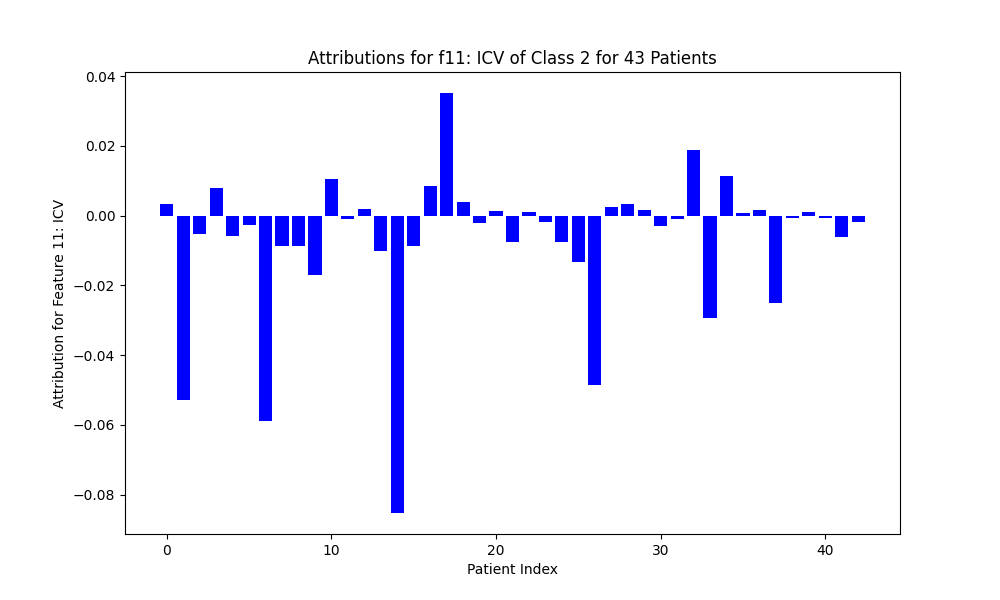 Attributions for f11: ICV of Class 2 for 43 Patients
Attribution for Feature 11: ICV
0.04
0.02
0.00
−0.02
−0.04
−0.06
−0.08
0 10 20 30 40
Patient Index